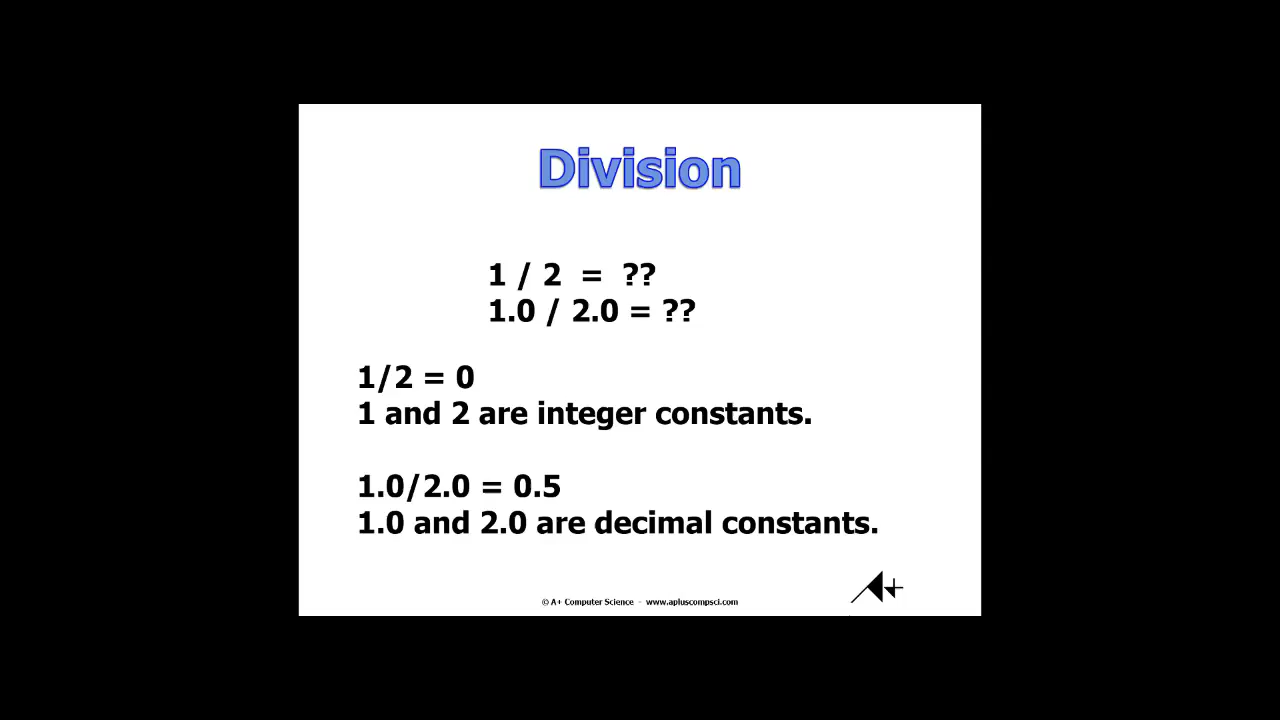 Division
1 / 2 = ??
1.0 / 2.0 = ??
1/2 = 0
1 and 2 are integer constants.
1.0/2.0 = 0.5
1.0 and 2.0 are decimal constants.
© A+ Computer Science - www.apluscompsci.com
A+